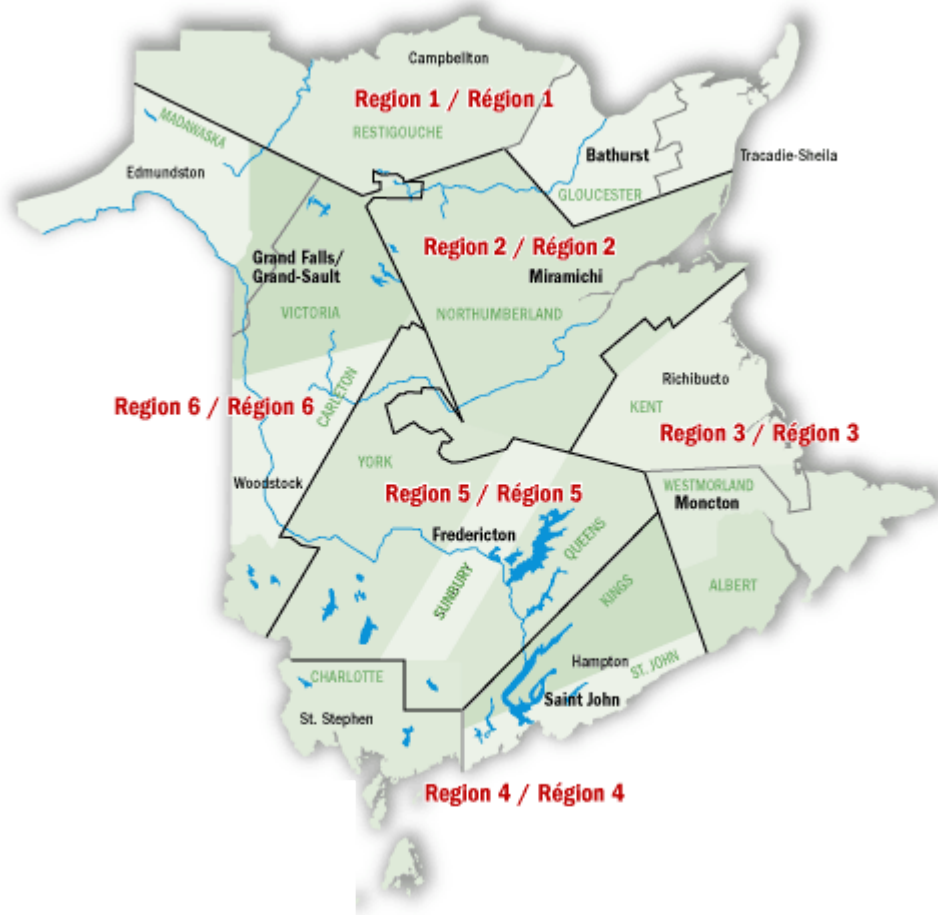 Campbellton
Region 1 / Région 1
MADAWASKA
RESTIGOUCHE
Bathurst
Tracadie-Sheila
Edmundston
GLOUCESTER
Region 2 / Région 2
Grand Falls/
Grand-Sault
Miramichi
VICTORIA
NORTHUMBERLAND
Richibucto
CARLETON
KENT
Region 6 / Région 6
Region 3 / Région 3
YORK
Woodstock
WESTMORLAND
Region 5 / Région 5
Moncton
Fredericton
QUEENS
SUNBURY
KINGS
ALBERT
Hampton
ST. JOHN
CHARLOTTE
Saint John
St. Stephen
Region 4 / Région 4